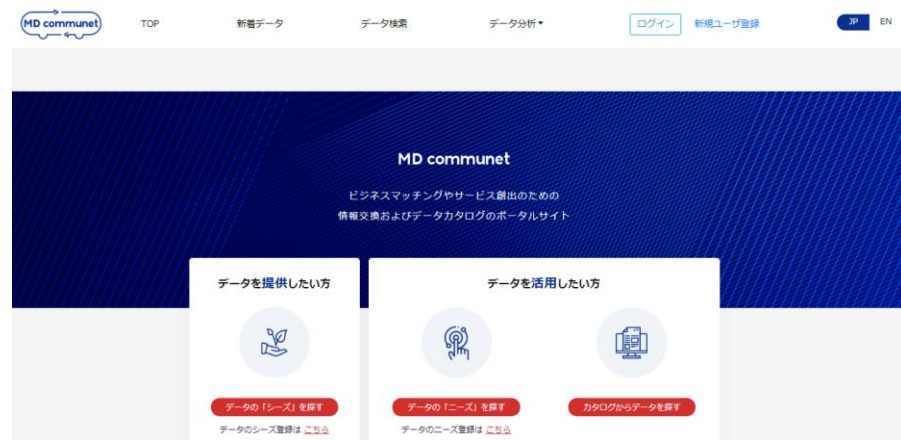 MD communet
TOP
新着データ
データ検索
データ分析▼
ログイン
新規ユーザ登録
JP
EN
MD communet
ビジネスマッチングやサービス創出のための
情報交換およびデータカタログのポータルサイト
データを提供したい方
データの「シーズ」を探す
データのシーズ登録は こちら
データを活用したい方
データの「ニーズ」を探す
データのニーズ登録は こちら
カタログからデータを探す